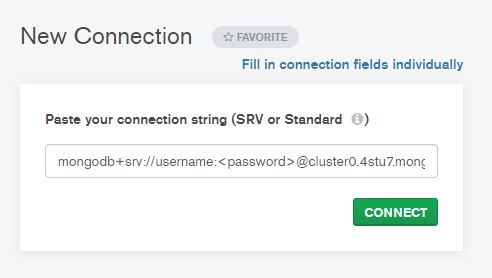 New Connection
FAVORITE
Fill in connection fields individually
Paste your connection string (SRV or Standard i)
mongodb+srv://username:<password>@cluster0.4stu7.mong
CONNECT